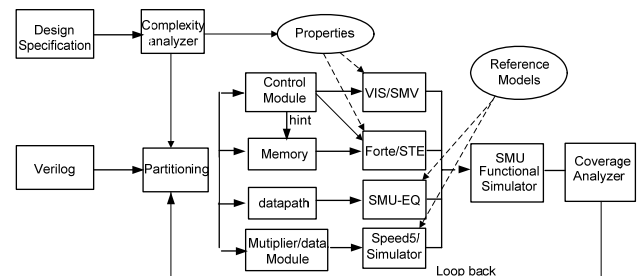 Design
Specification
Complexity
analyzer
Properties
Reference
Models
Control
Module
VIS/SMV
hint
Verilog
Partitioning
Memory
Forte/STE
SMU
Functional
Simulator
Coverage
Analyzer
datapath
SMU-EQ
Mutiplier/data
Module
Speed5/
Simulator
Loop back